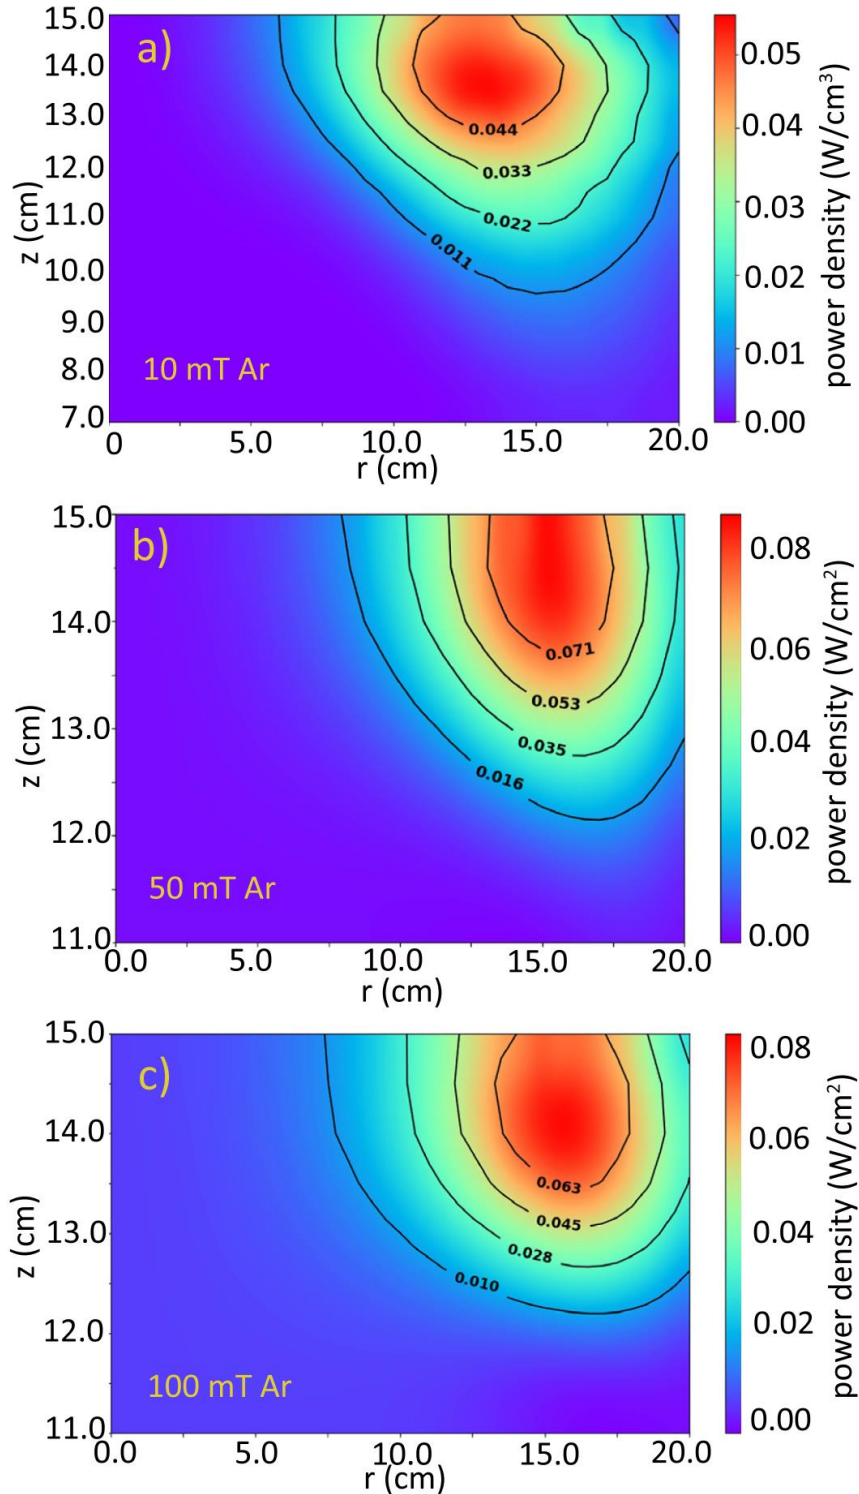 a)
15.0
14.0
13.0
12.0
11.0
10.0
9.0
8.0
7.0
z (cm)
0.044
0.033
0.022
0.011
10 mT Ar
0 5.0 10.0 15.0 20.0
r (cm)
0.05
0.04
0.03
0.02
0.01
0.00
power density (W/cm³)
b)
15.0
14.0
13.0
12.0
11.0
z (cm)
0.071
0.053
0.035
0.016
50 mT Ar
0.0 5.0 10.0 15.0 20.0
r (cm)
0.08
0.06
0.04
0.02
0.00
power density (W/cm²)
c)
15.0
14.0
13.0
12.0
11.0
z (cm)
0.063
0.045
0.028
0.010
100 mT Ar
0.0 5.0 10.0 15.0 20.0
r (cm)
0.08
0.06
0.04
0.02
0.00
power density (W/cm²)